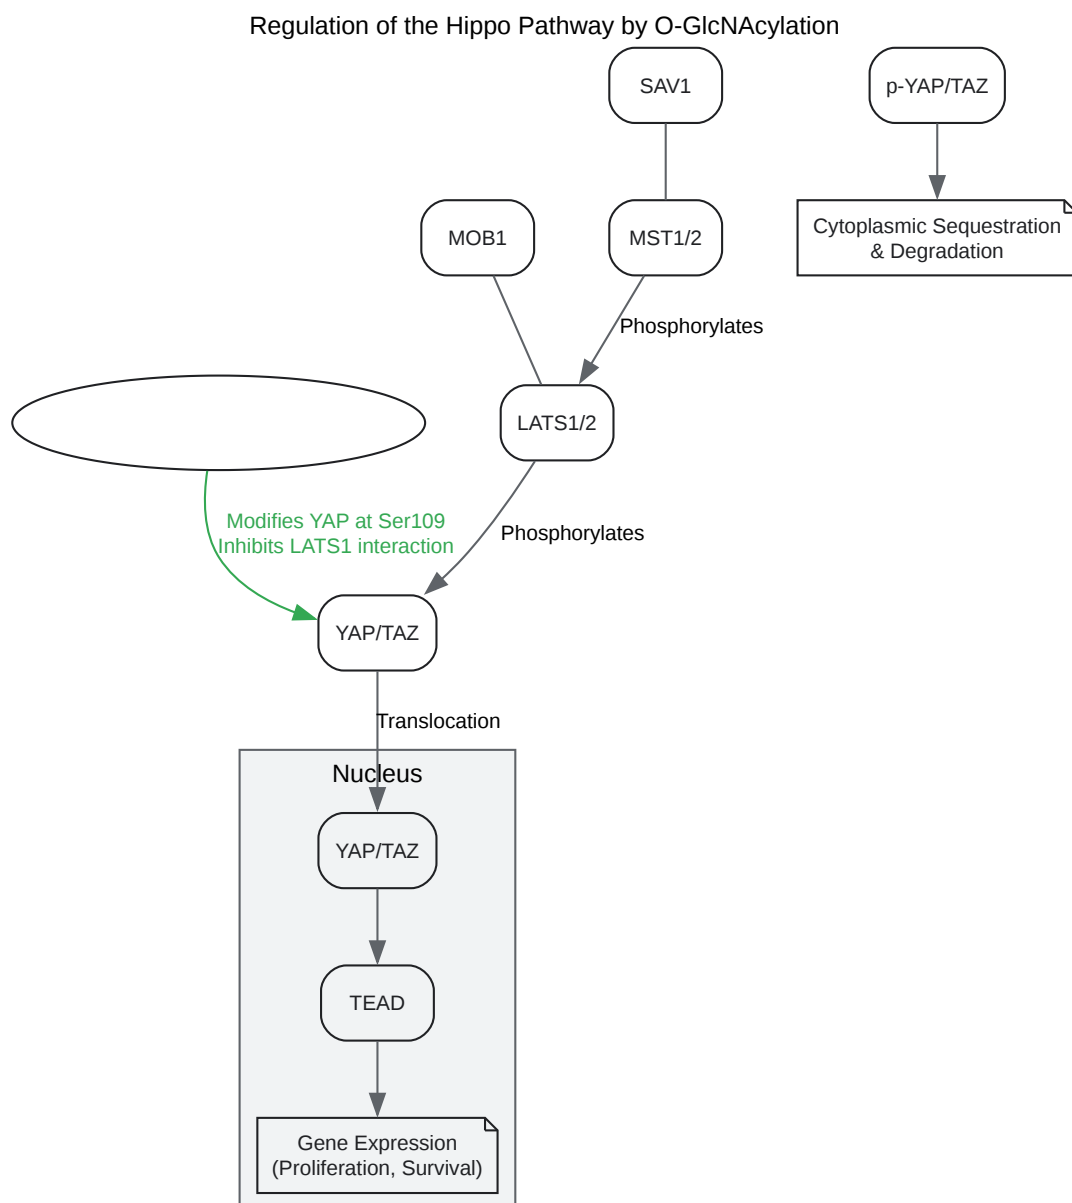 Regulation of the Hippo Pathway by O-GlcNAcylation
SAV1
p-YAP/TAZ
MOB1
MST1/2
Cytoplasmic Sequestration
& Degradation
Phosphorylates
LATS1/2
Modifies YAP at Ser109
Inhibits LATS1 interaction
Phosphorylates
YAP/TAZ
Translocation
Nucleus
YAP/TAZ
TEAD
Gene Expression
(Proliferation, Survival)